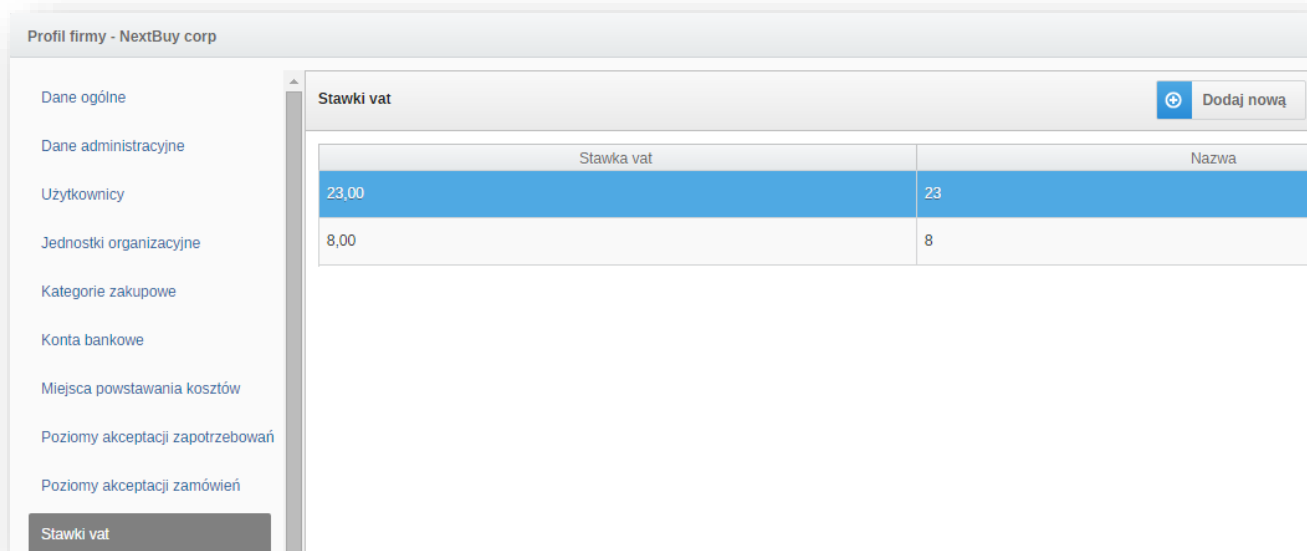 Profil firmy - NextBuy corp
Dane ogólne
Dane administracyjne
Użytkownicy
Jednostki organizacyjne
Kategorie zakupowe
Konta bankowe
Miejsca powstawania kosztów
Poziomy akceptacji zapotrzebowań
Poziomy akceptacji zamówień
Stawki vat
Stawki vat
Dodaj nową
Stawka vat Nazwa
23,00 23
8,00 8